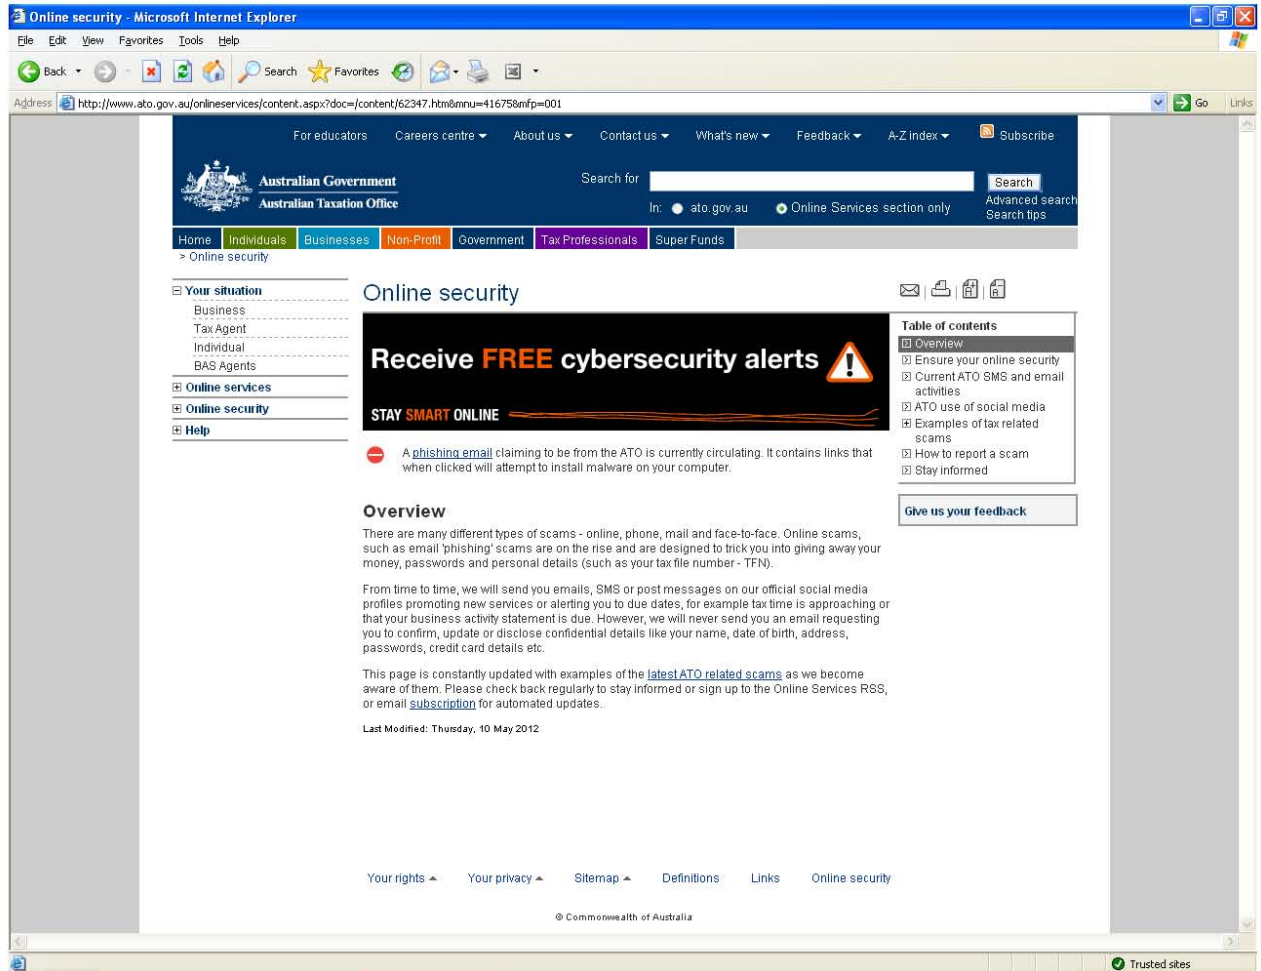 Online security - Microsoft Internet Explorer
File Edit View Favorites Tools Help
Back Search Favorites
Address http://www.ato.gov.au/onlineservices/content.aspx?doc=/content/62347.htm&mnu=41675&mfp=001 Go Links
For educators Careers centre About us Contact us What's new Feedback A-Z index Subscribe
Australian Government
Australian Taxation Office
Search for Search
In: ato.gov.au Online Services section only
Advanced search
Search tips
Home Individuals Businesses Non-Profit Government Tax Professionals Super Funds
> Online security
Your situation
Business
Tax Agent
Individual
BAS Agents
Online services
Online security
Help
Online security
Receive FREE cybersecurity alerts
STAY SMART ONLINE
A phishing email claiming to be from the ATO is currently circulating. It contains links that
when clicked will attempt to install malware on your computer.
Overview
There are many different types of scams - online, phone, mail and face-to-face. Online scams,
such as email 'phishing' scams are on the rise and are designed to trick you into giving away your
money, passwords and personal details (such as your tax file number - TFN).
From time to time, we will send you emails, SMS or post messages on our official social media
profiles promoting new services or alerting you to due dates, for example tax time is approaching or
that your business activity statement is due. However, we will never send you an email requesting
you to confirm, update or disclose confidential details like your name, date of birth, address,
passwords, credit card details etc.
This page is constantly updated with examples of the latest ATO related scams as we become
aware of them. Please check back regularly to stay informed or sign up to the Online Services RSS,
or email subscription for automated updates.
Last Modified: Thursday, 10 May 2012
Table of contents
Overview
Ensure your online security
Current ATO SMS and email
activities
ATO use of social media
Examples of tax related
scams
How to report a scam
Stay informed
Give us your feedback
Your rights Your privacy Sitemap Definitions Links Online security
© Commonwealth of Australia
Trusted sites